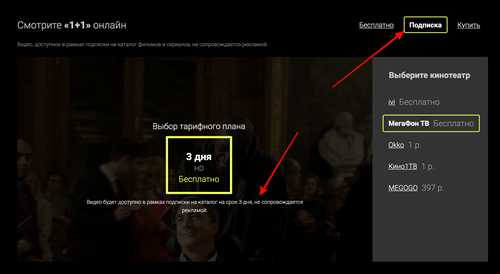 Смотрите «1+1» онлайн
Бесплатно
Подписка
Купить
Видео, доступное в рамках подписки на каталог фильмов и сериалов, не сопровождается рекламой
Выберите кинотеатр
ivi Бесплатно
МегаФон ТВ Бесплатно
Okko 1 р.
Кино1ТВ 1 р.
MEGOGO 397 р.
Выбор тарифного плана
3 дня
HD
Бесплатно
Видео будет доступно в рамках подписки на каталог на срок 3 дня, не сопровождается
рекламой.